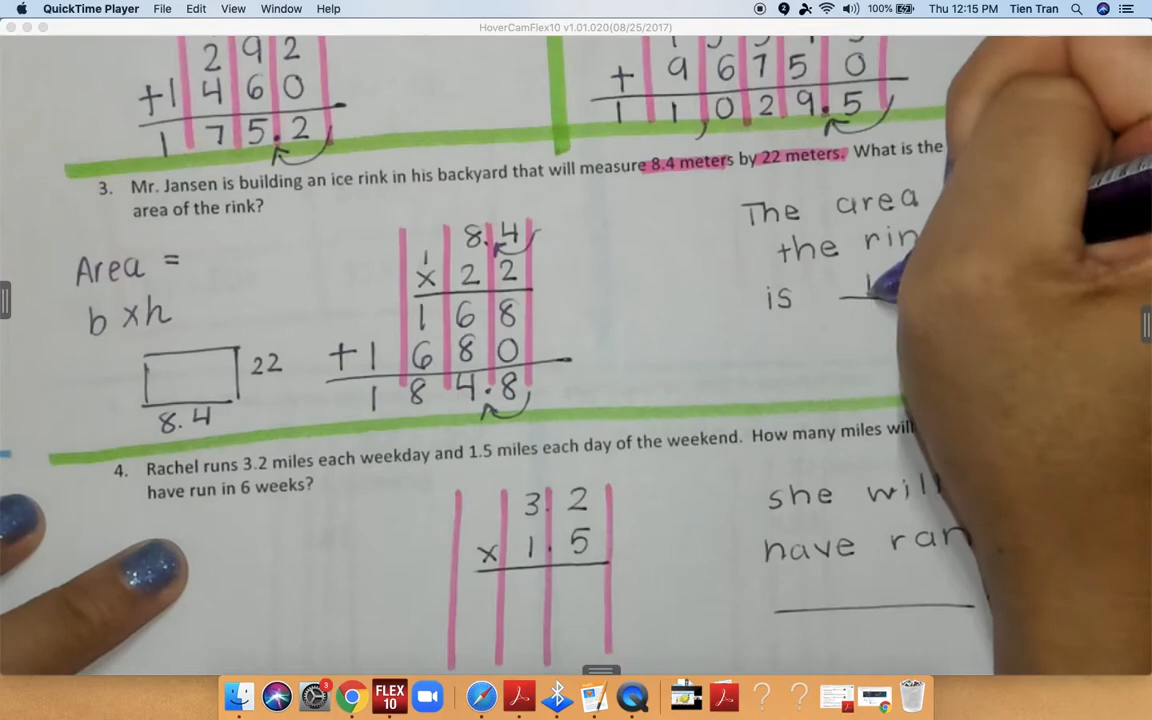 QuickTime Player File Edit View Window Help 2 100% Thu 12:15 PM Tien Tran
HoverCamFlex10 v1.01.020(08/25/2017)
2 9 2
+1 4 6 0
1 7 5.2
+ 9 6 7 5 0
1 1,0 2 9.5
3. Mr. Jansen is building an ice rink in his backyard that will measure 8.4 meters by 22 meters. What is the
area of the rink?
Area =
b x h
22
8.4
8.4
1
x 2 2
1 6 8
+1 6 8 0
1 8 4.8
The area
the rin
is
4. Rachel runs 3.2 miles each weekday and 1.5 miles each day of the weekend. How many miles will
have run in 6 weeks?
3.2
x 1.5
she will
have ran
3
FLEX
10